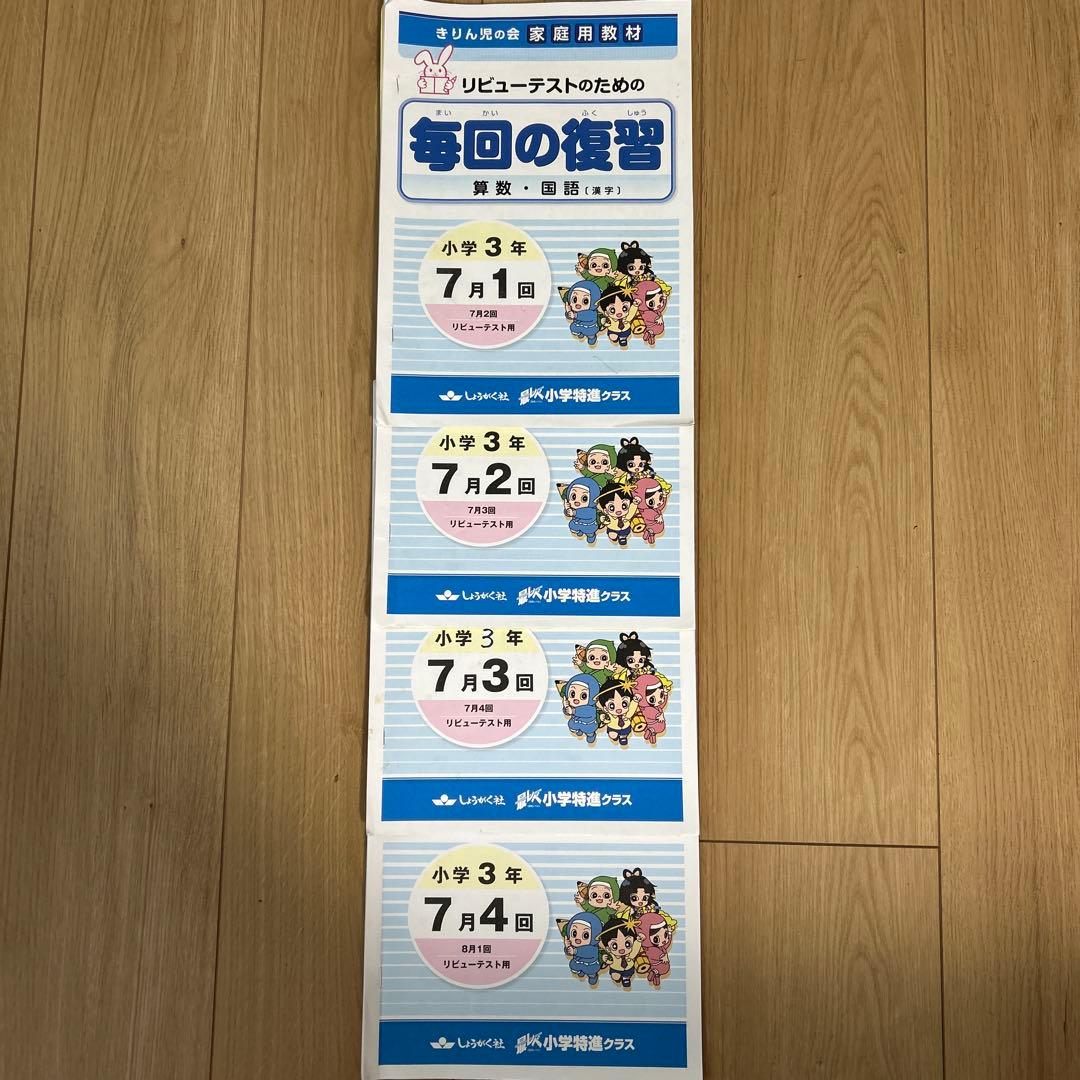 きりん児の会 家庭用教材
リビューテストのための
まい かい ふく しゅう
毎回の復習
算数・国語〔漢字〕
小学3年
7月1回
7月2回
リビューテスト用
しょうがく社 小学特進クラス
小学3年
7月2回
7月3回
リビューテスト用
しょうがく社 小学特進クラス
小学3年
7月3回
7月4回
リビューテスト用
しょうがく社 小学特進クラス
小学3年
7月4回
8月1回
リビューテスト用
しょうがく社 小学特進クラス